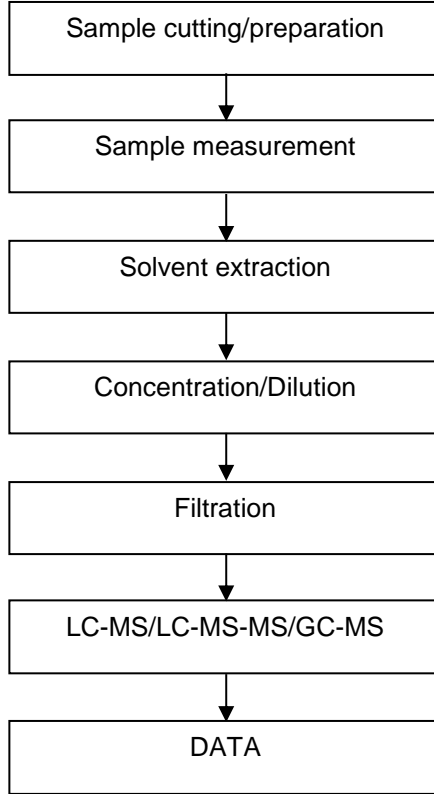 Sample cutting/preparation
Sample measurement
Solvent extraction
Concentration/Dilution
Filtration
LC-MS/LC-MS-MS/GC-MS
DATA